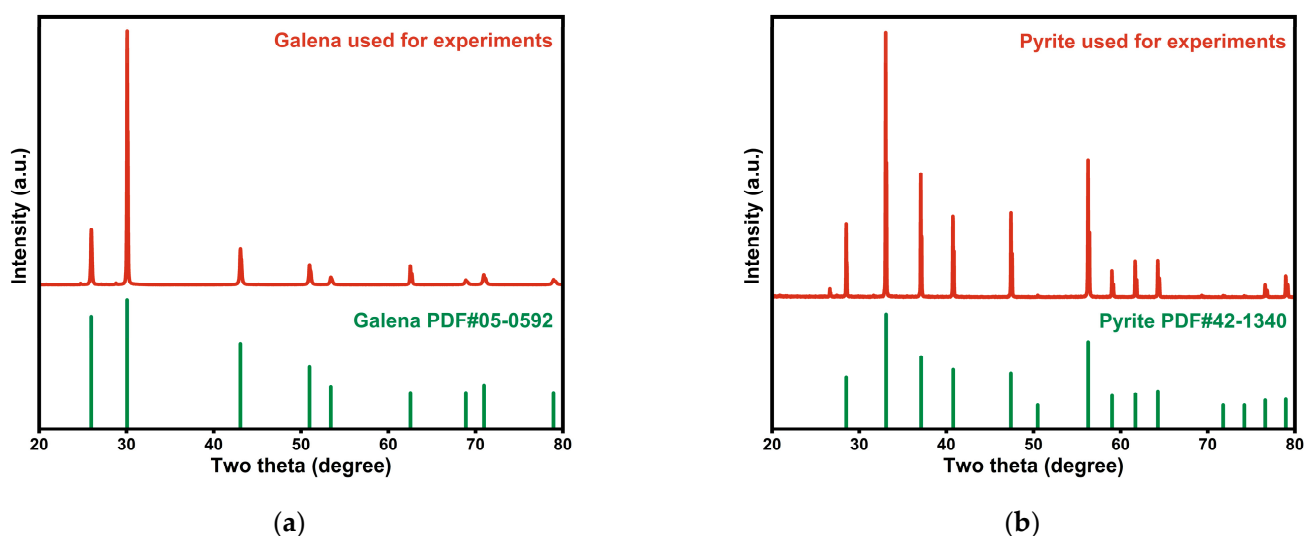 Galena used for experiments
Intensity (a.u.)
Galena PDF#05-0592
20 30 40 50 60 70 80
Two theta (degree)
(a)
Pyrite used for experiments
Intensity (a.u.)
Pyrite PDF#42-1340
20 30 40 50 60 70 80
Two theta (degree)
(b)